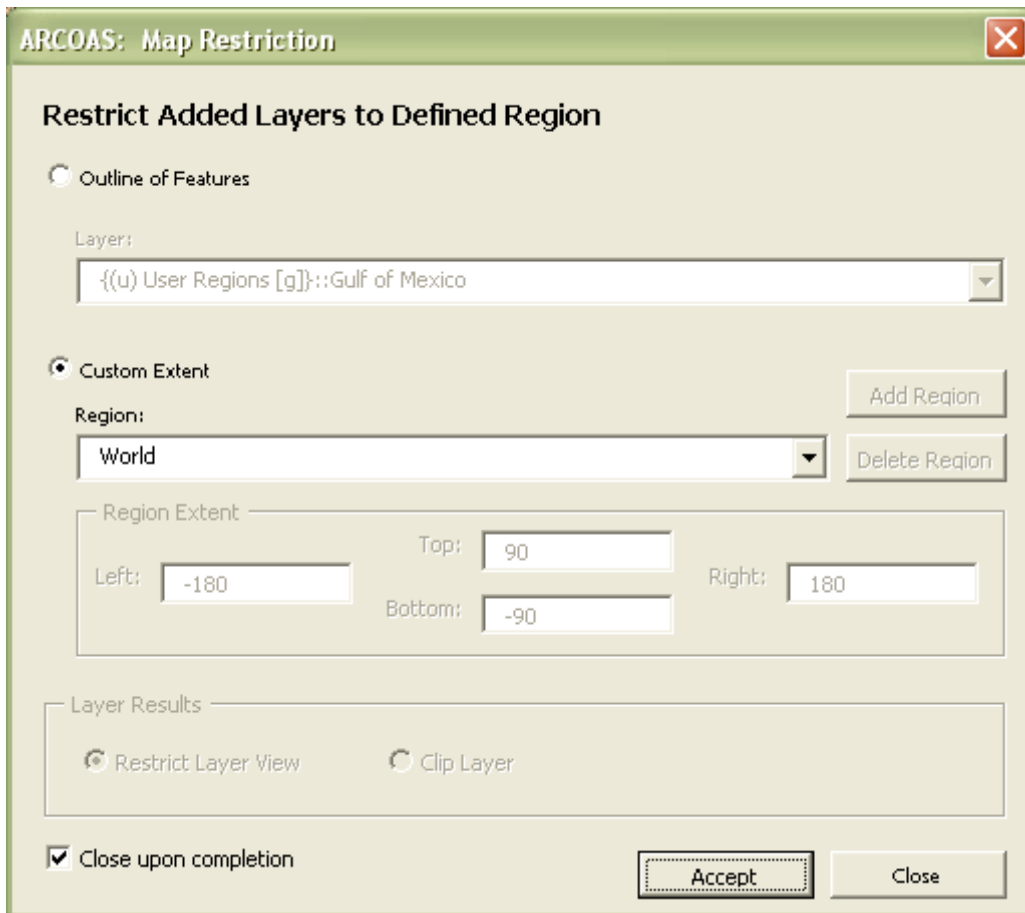 ARCOAS:  Map Restriction
Restrict Added Layers to Defined Region
Outline of Features
Layer:
{(u) User Regions [g]}::Gulf of Mexico
Custom Extent
Add Region
Region:
World
Delete Region
Region Extent
Top: 90
Left: -180
Right: 180
Bottom: -90
Layer Results
Restrict Layer View
Clip Layer
Close upon completion
Accept
Close